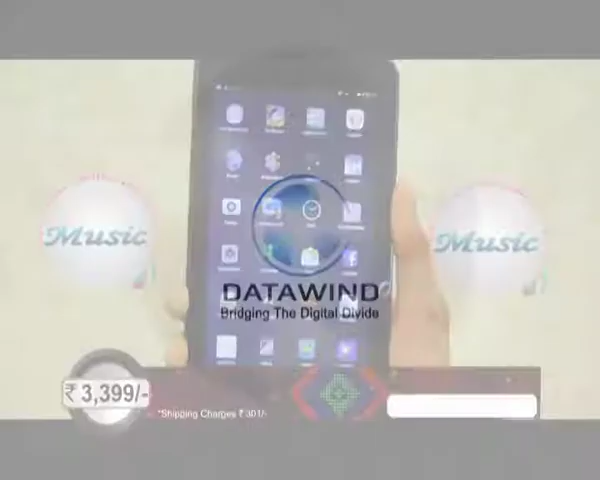 Music
Music
DATAWIND
Bridging The Digital Divide
₹ 3,399/-
*Shipping Charges ₹ 301/-